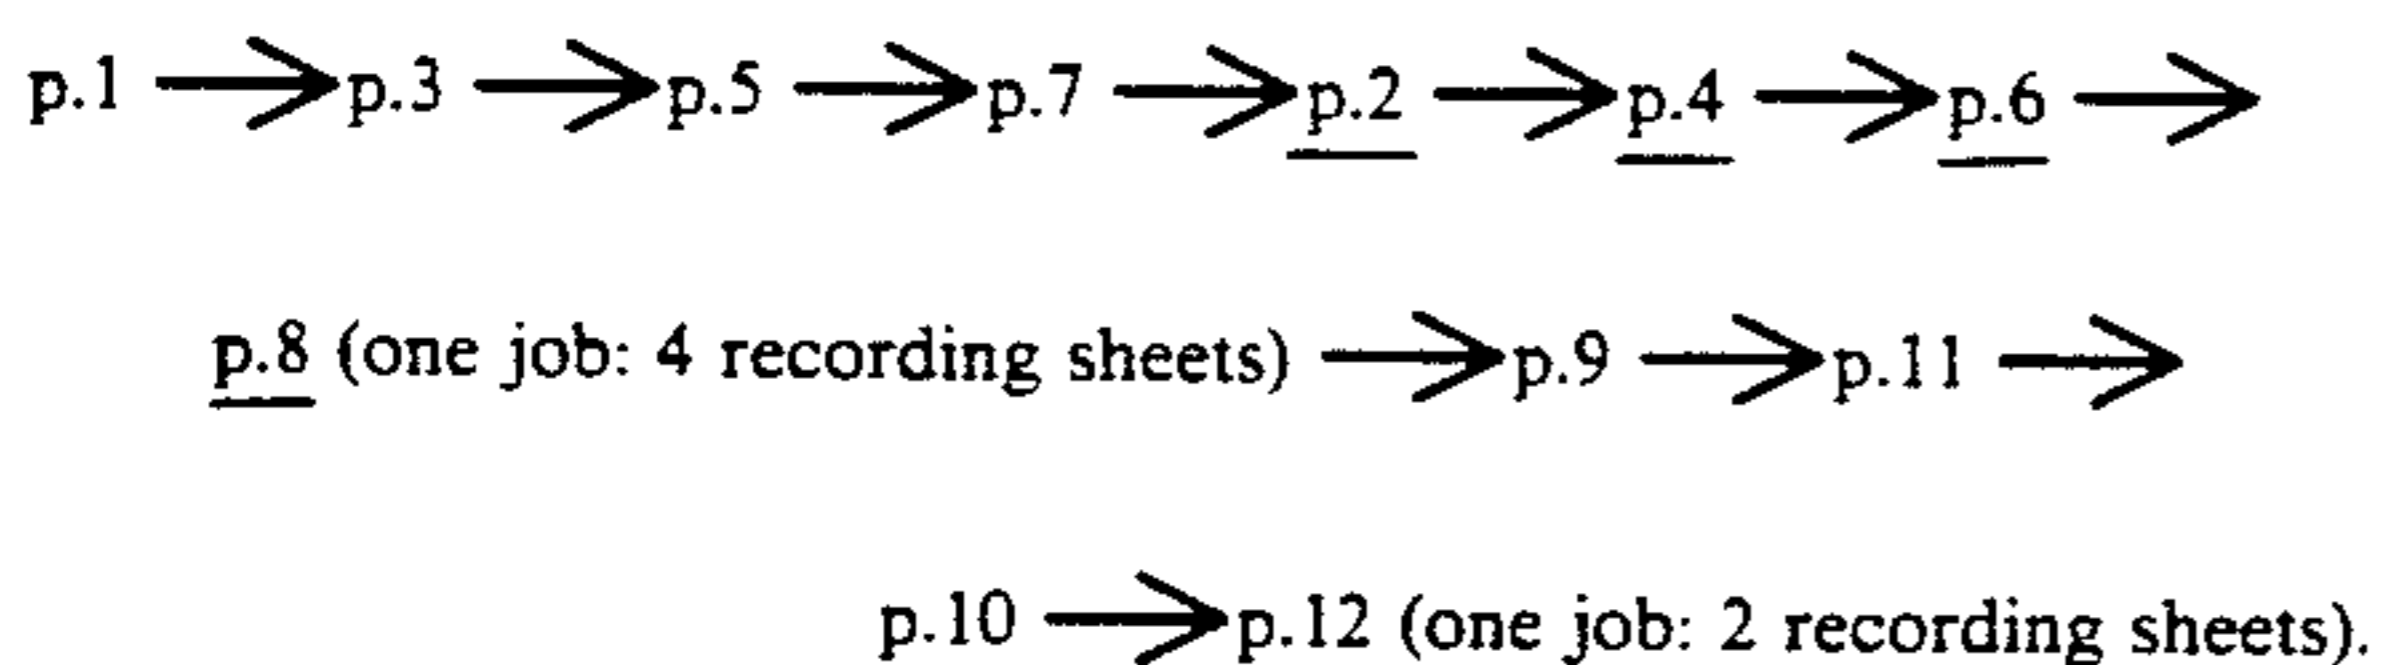 p.1 → p.3 → p.5 → p.7 → p.2 → p.4 → p.6 →
p.8 (one job: 4 recording sheets) → p.9 → p.11 →
p.10 → p.12 (one job: 2 recording sheets).